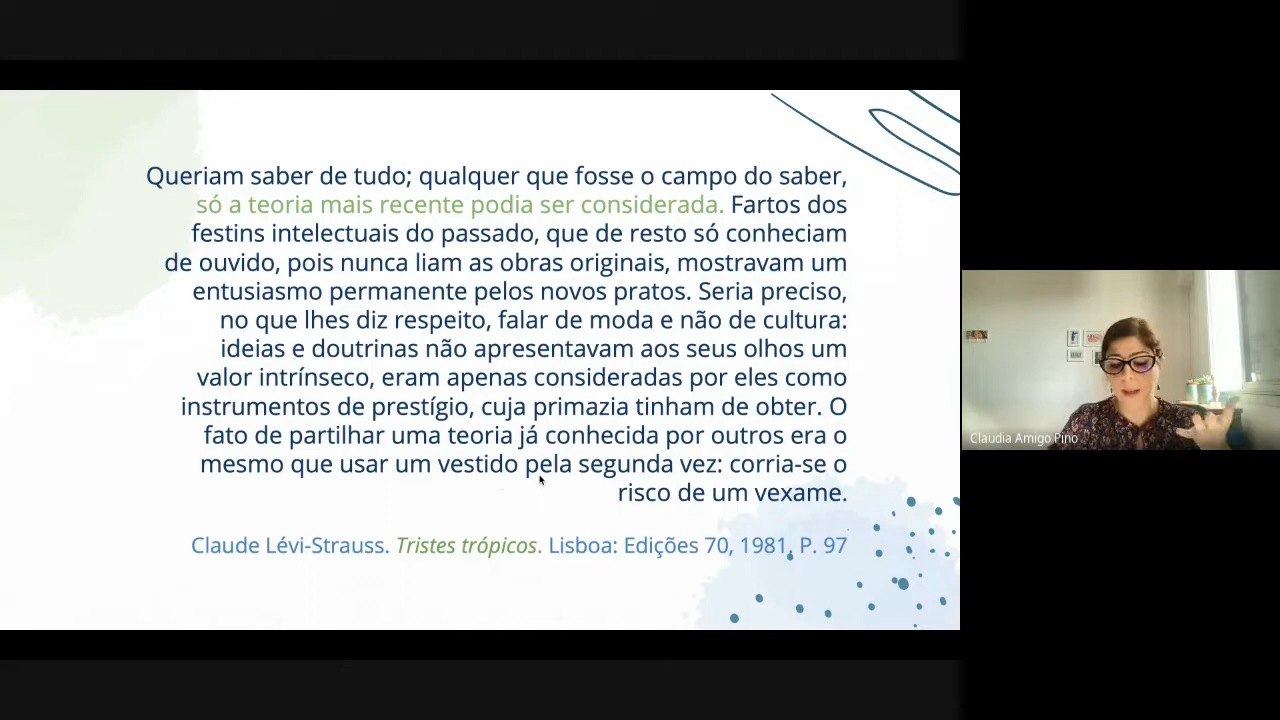 Queriam saber de tudo; qualquer que fosse o campo do saber,
só a teoria mais recente podia ser considerada. Fartos dos
festins intelectuais do passado, que de resto só conheciam
de ouvido, pois nunca liam as obras originais, mostravam um
entusiasmo permanente pelos novos pratos. Seria preciso,
no que lhes diz respeito, falar de moda e não de cultura:
ideias e doutrinas não apresentavam aos seus olhos um
valor intrínseco, eram apenas consideradas por eles como
instrumentos de prestígio, cuja primazia tinham de obter. O
fato de partilhar uma teoria já conhecida por outros era o
mesmo que usar um vestido pela segunda vez: corria-se o
risco de um vexame.
Claude Lévi-Strauss. Tristes trópicos. Lisboa: Edições 70, 1981, P. 97
Claudia Amigo Pino